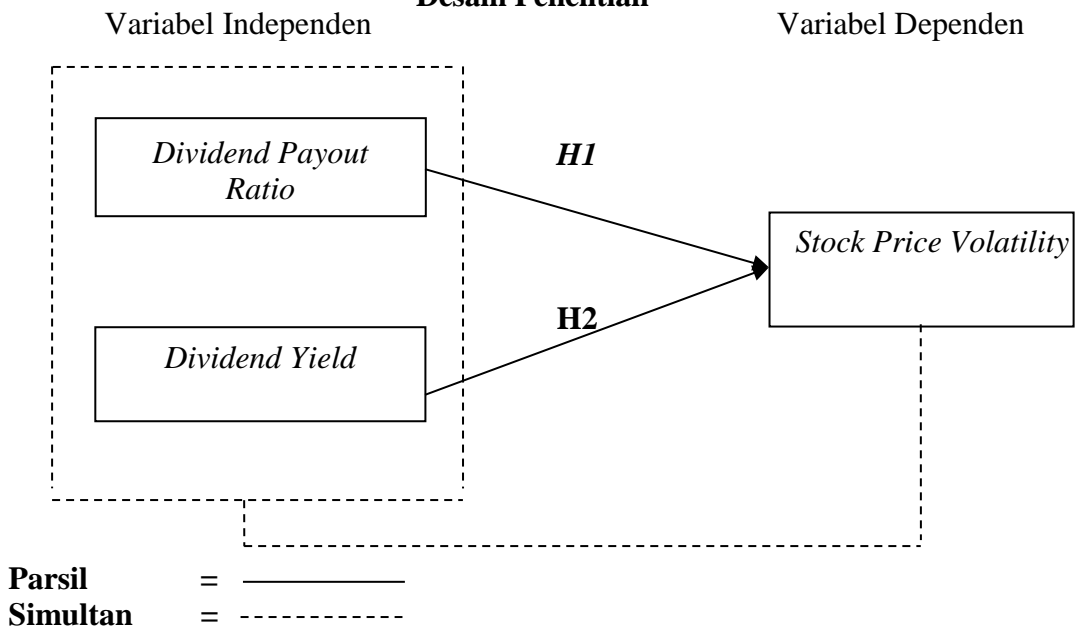 Desain Penelitian
Variabel Independen
Variabel Dependen
Dividend Payout
Ratio
H1
Stock Price Volatility
H2
Dividend Yield
Parsil =
Simultan =